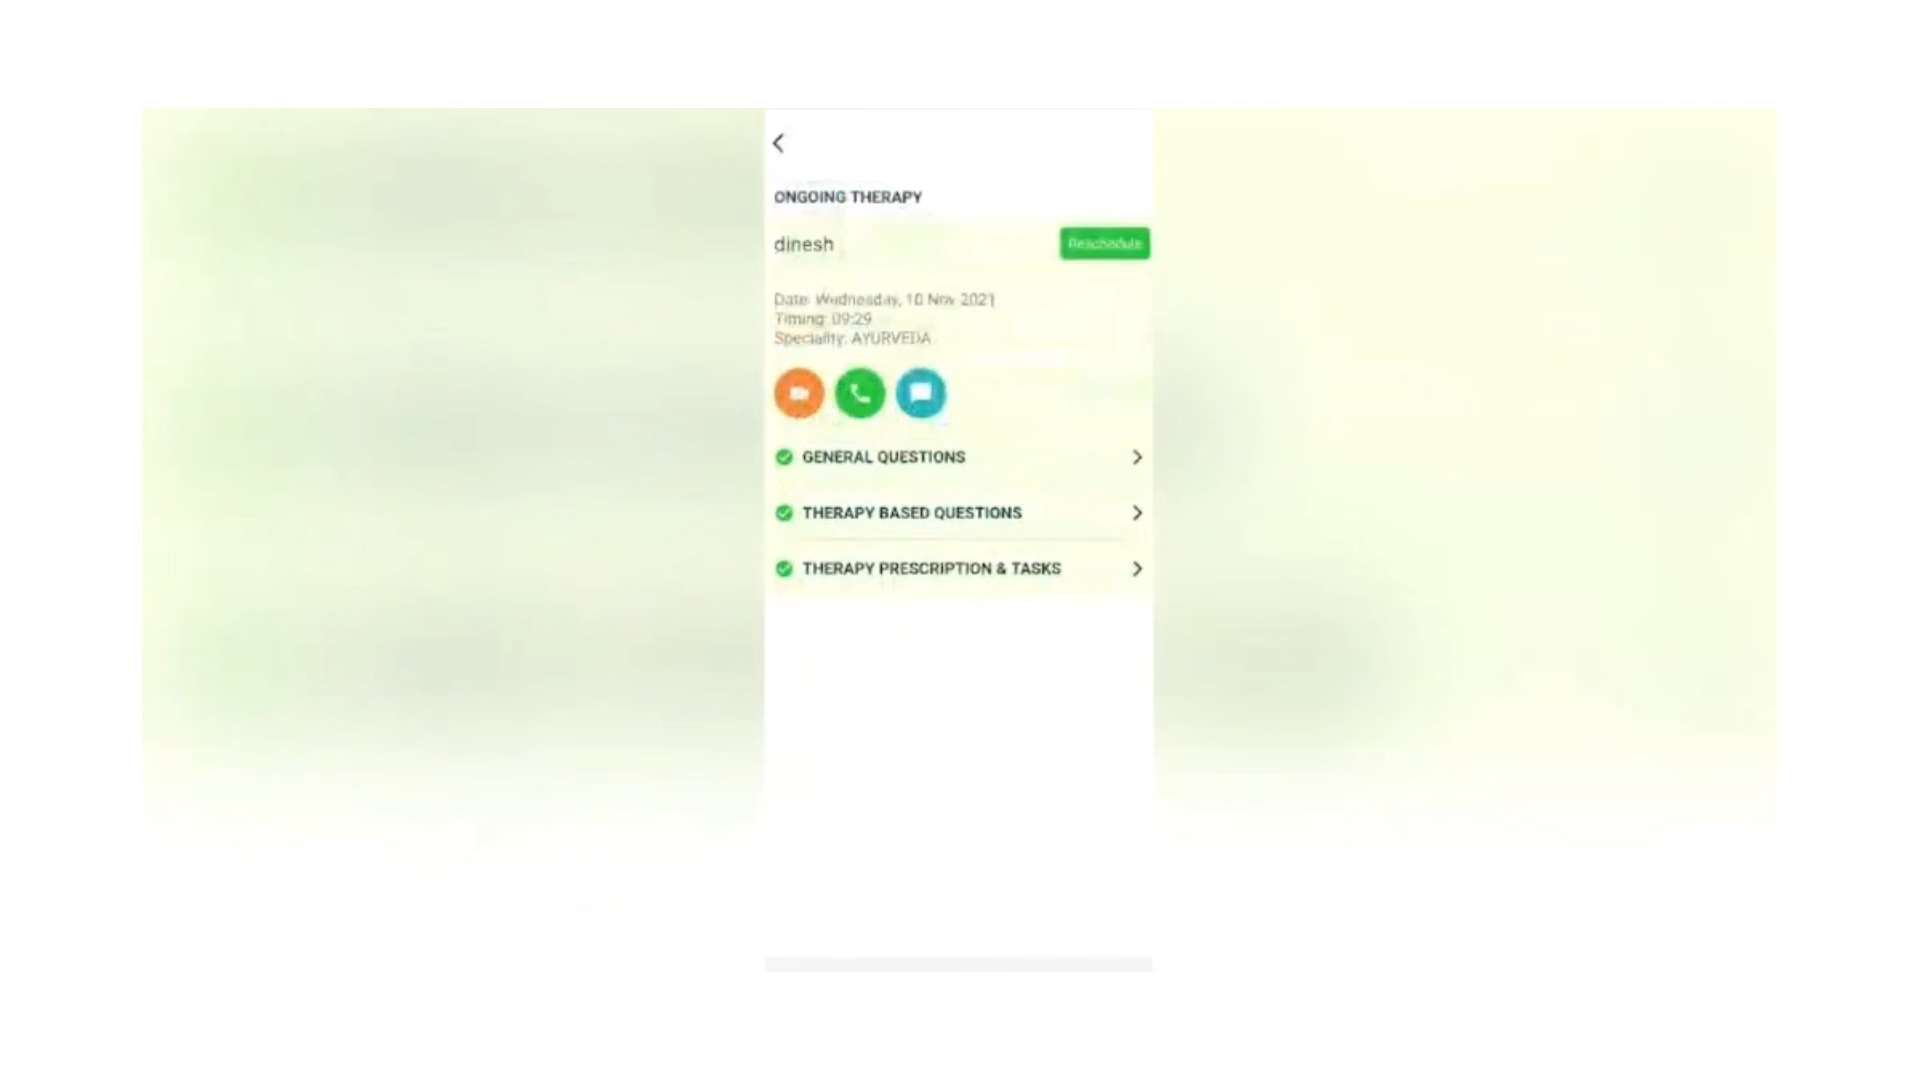 ONGOING THERAPY
dinesh
Reschedule
Date: Wednesday, 10 Nov 2021
Timing: 09:29
Speciality: AYURVEDA
GENERAL QUESTIONS
THERAPY BASED QUESTIONS
THERAPY PRESCRIPTION & TASKS